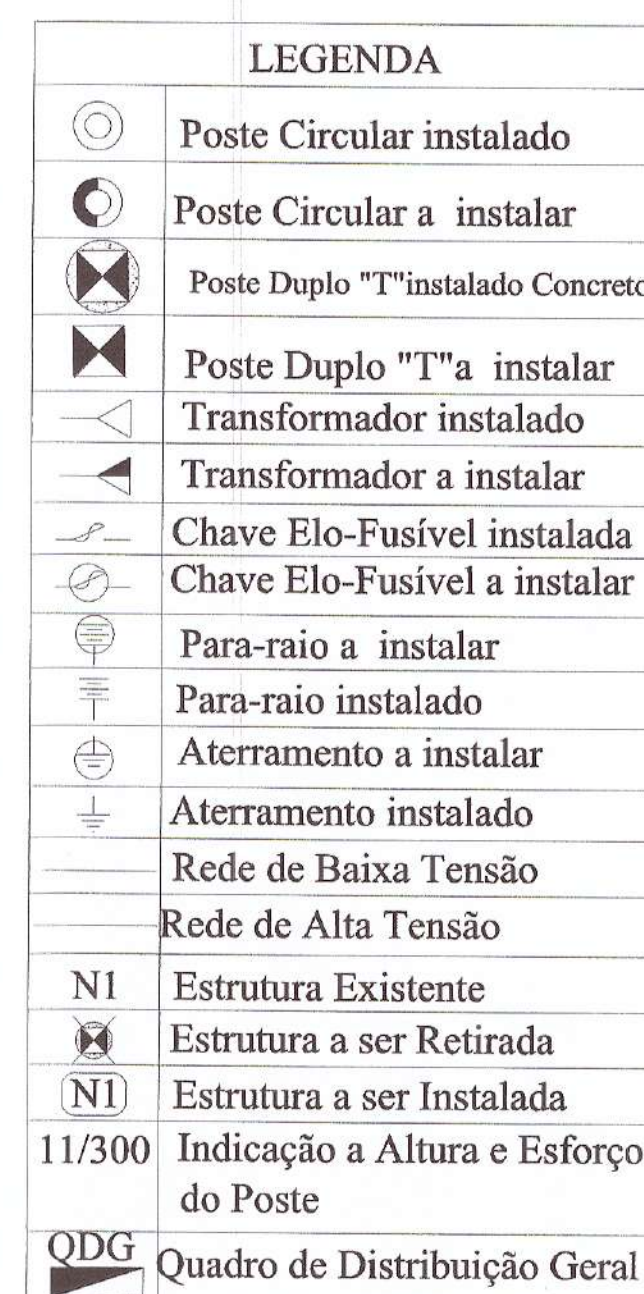 LEGENDA
Poste Circular instalado
Poste Circular a instalar
Poste Duplo "T"instalado Concreto
Poste Duplo "T"a instalar
Transformador instalado
Transformador a instalar
Chave Elo-Fusível instalada
Chave Elo-Fusível a instalar
Para-raio a instalar
Para-raio instalado
Aterramento a instalar
Aterramento instalado
Rede de Baixa Tensão
Rede de Alta Tensão
N1 Estrutura Existente
Estrutura a ser Retirada
N1 Estrutura a ser Instalada
11/300 Indicação a Altura e Esforço
do Poste
QDG Quadro de Distribuição Geral